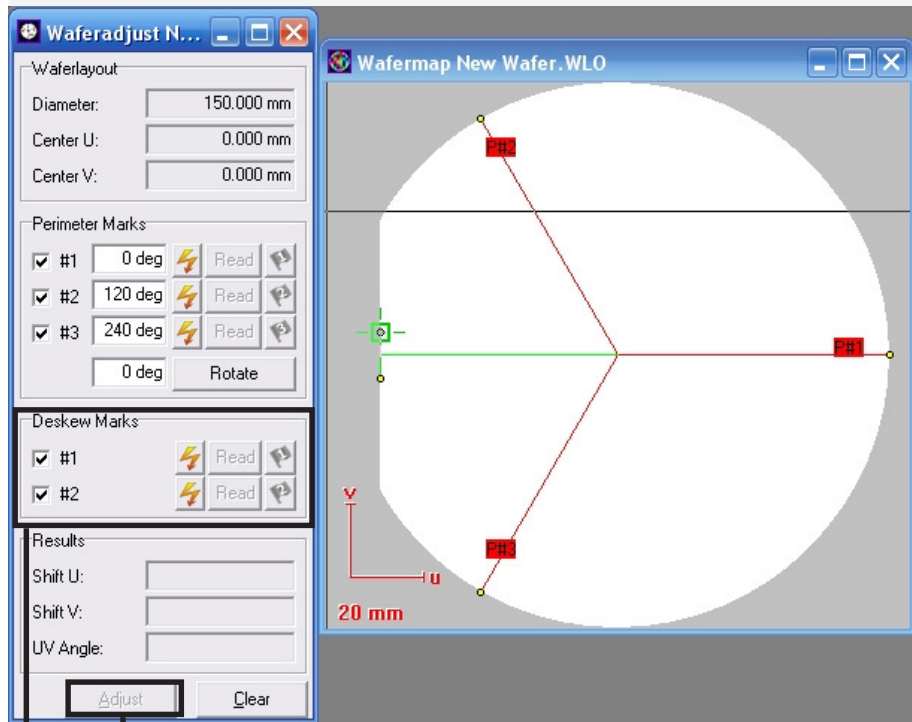 Waferadjust N...
Waferlayout
Diameter: 150.000 mm
Center U: 0.000 mm
Center V: 0.000 mm
Perimeter Marks
#1 0 deg Read
#2 120 deg Read
#3 240 deg Read
0 deg Rotate
Deskew Marks
#1 Read
#2 Read
Results
Shift U:
Shift V:
UV Angle:
Adjust Clear
Wafermap New Wafer.WLO
P#2
P#1
P#3
v
u
20 mm